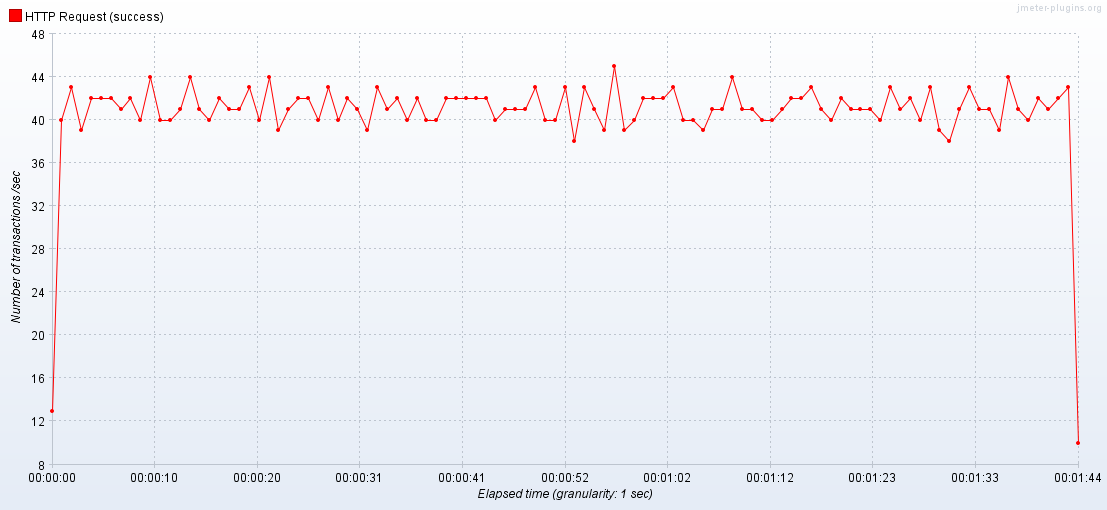 jmeter-plugins.org
HTTP Request (success)
48
44
40
36
32
28
24
20
16
12
8
Number of transactions /sec
00:00:00 00:00:10 00:00:20 00:00:31 00:00:41 00:00:52 00:01:02 00:01:12 00:01:23 00:01:33 00:01:44
Elapsed time (granularity: 1 sec)